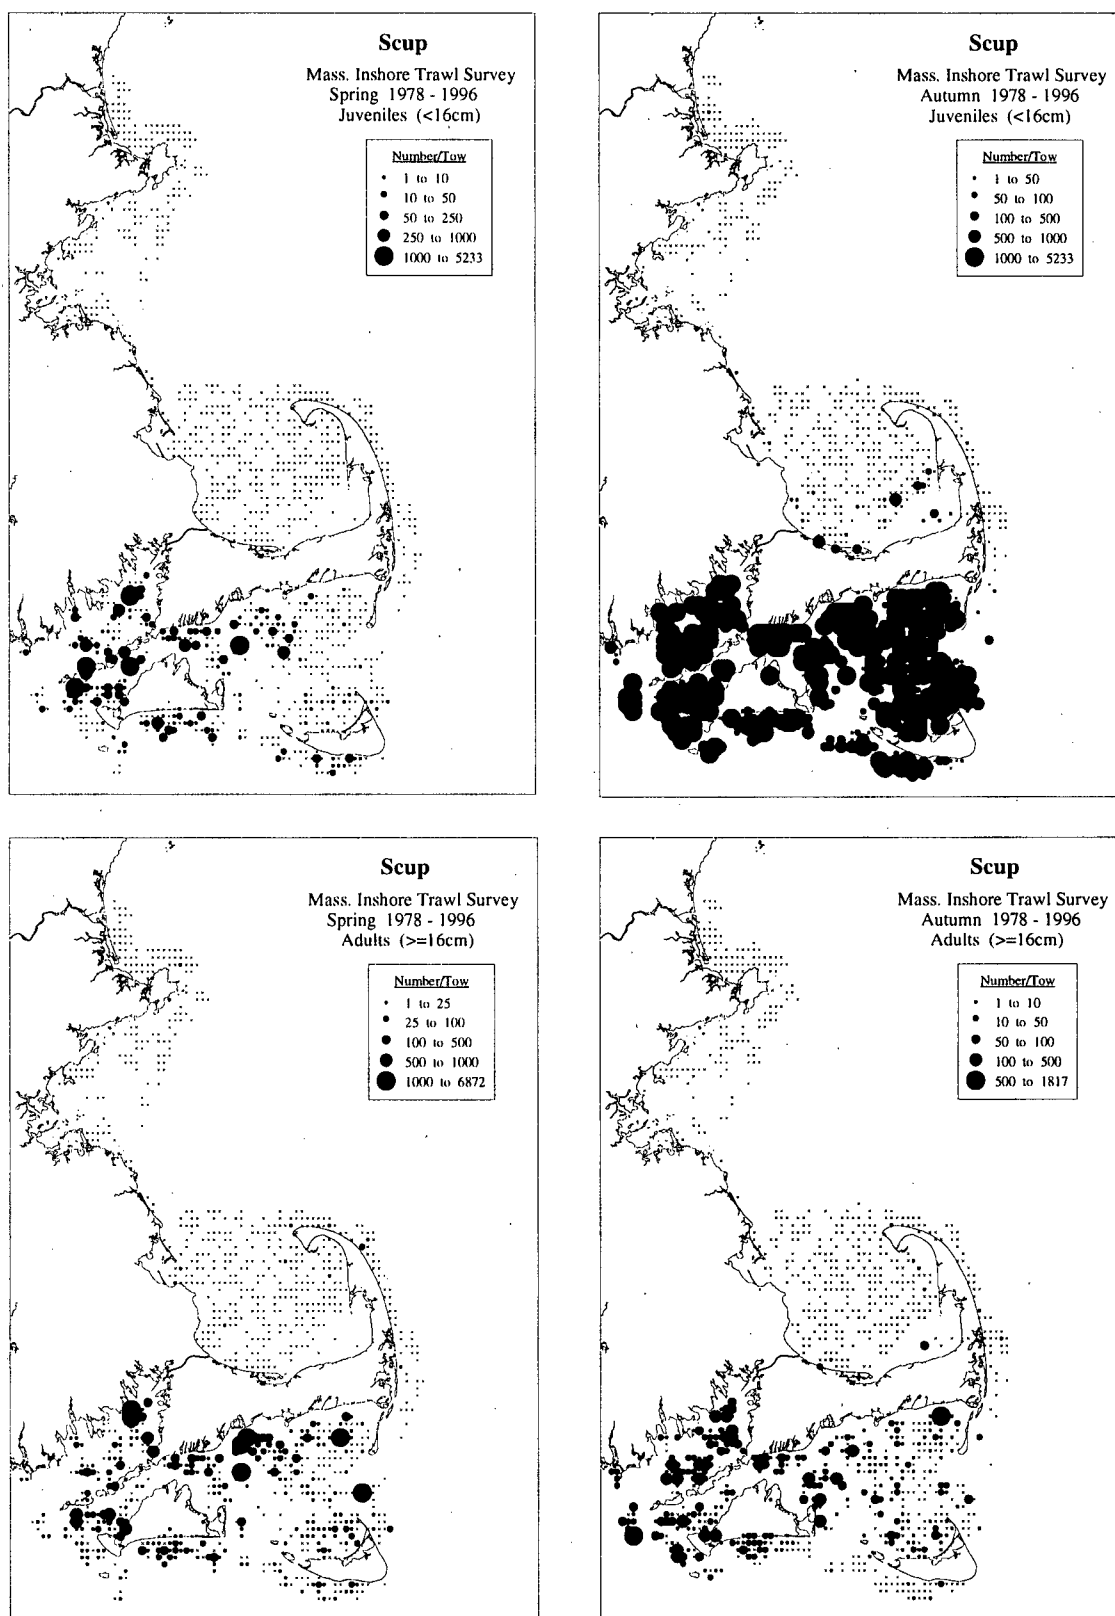 Scup
Mass. Inshore Trawl Survey
Spring 1978 - 1996
Juveniles (<16cm)
Number/Tow
1 to 10
10 to 50
50 to 250
250 to 1000
1000 to 5233
Scup
Mass. Inshore Trawl Survey
Autumn 1978 - 1996
Juveniles (<16cm)
Number/Tow
1 to 50
50 to 100
100 to 500
500 to 1000
1000 to 5233
Scup
Mass. Inshore Trawl Survey
Spring 1978 - 1996
Adults (>=16cm)
Number/Tow
1 to 25
25 to 100
100 to 500
500 to 1000
1000 to 6872
Scup
Mass. Inshore Trawl Survey
Autumn 1978 - 1996
Adults (>=16cm)
Number/Tow
1 to 10
10 to 50
50 to 100
100 to 500
500 to 1817